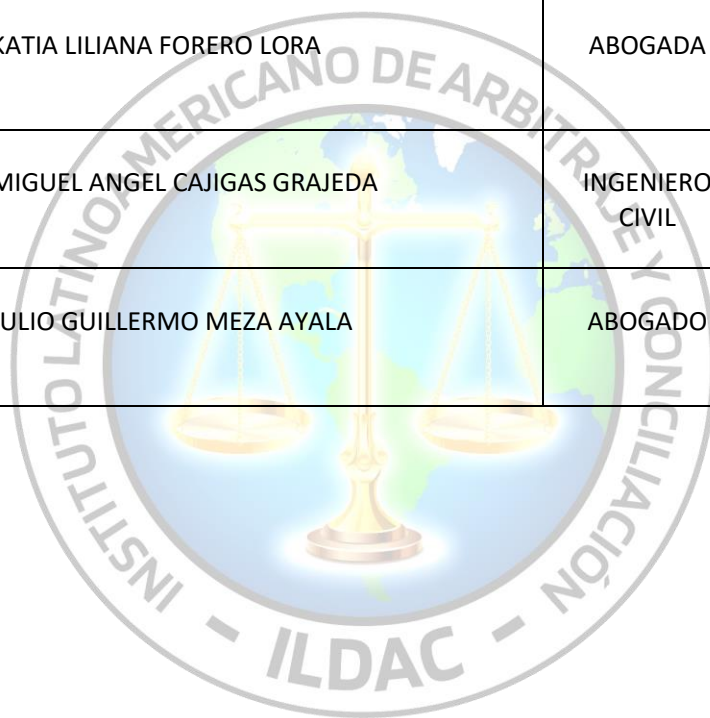 KATIA LILIANA FORERO LORA
ABOGADA
MIGUEL ANGEL CAJIGAS GRAJEDA
INGENIERO
CIVIL
ULIO GUILLERMO MEZA AYALA
ABOGADO
INSTITUTO LATINOAMERICANO DE ARBITRAJE Y CONCILIACIÓN
- ILDAC -